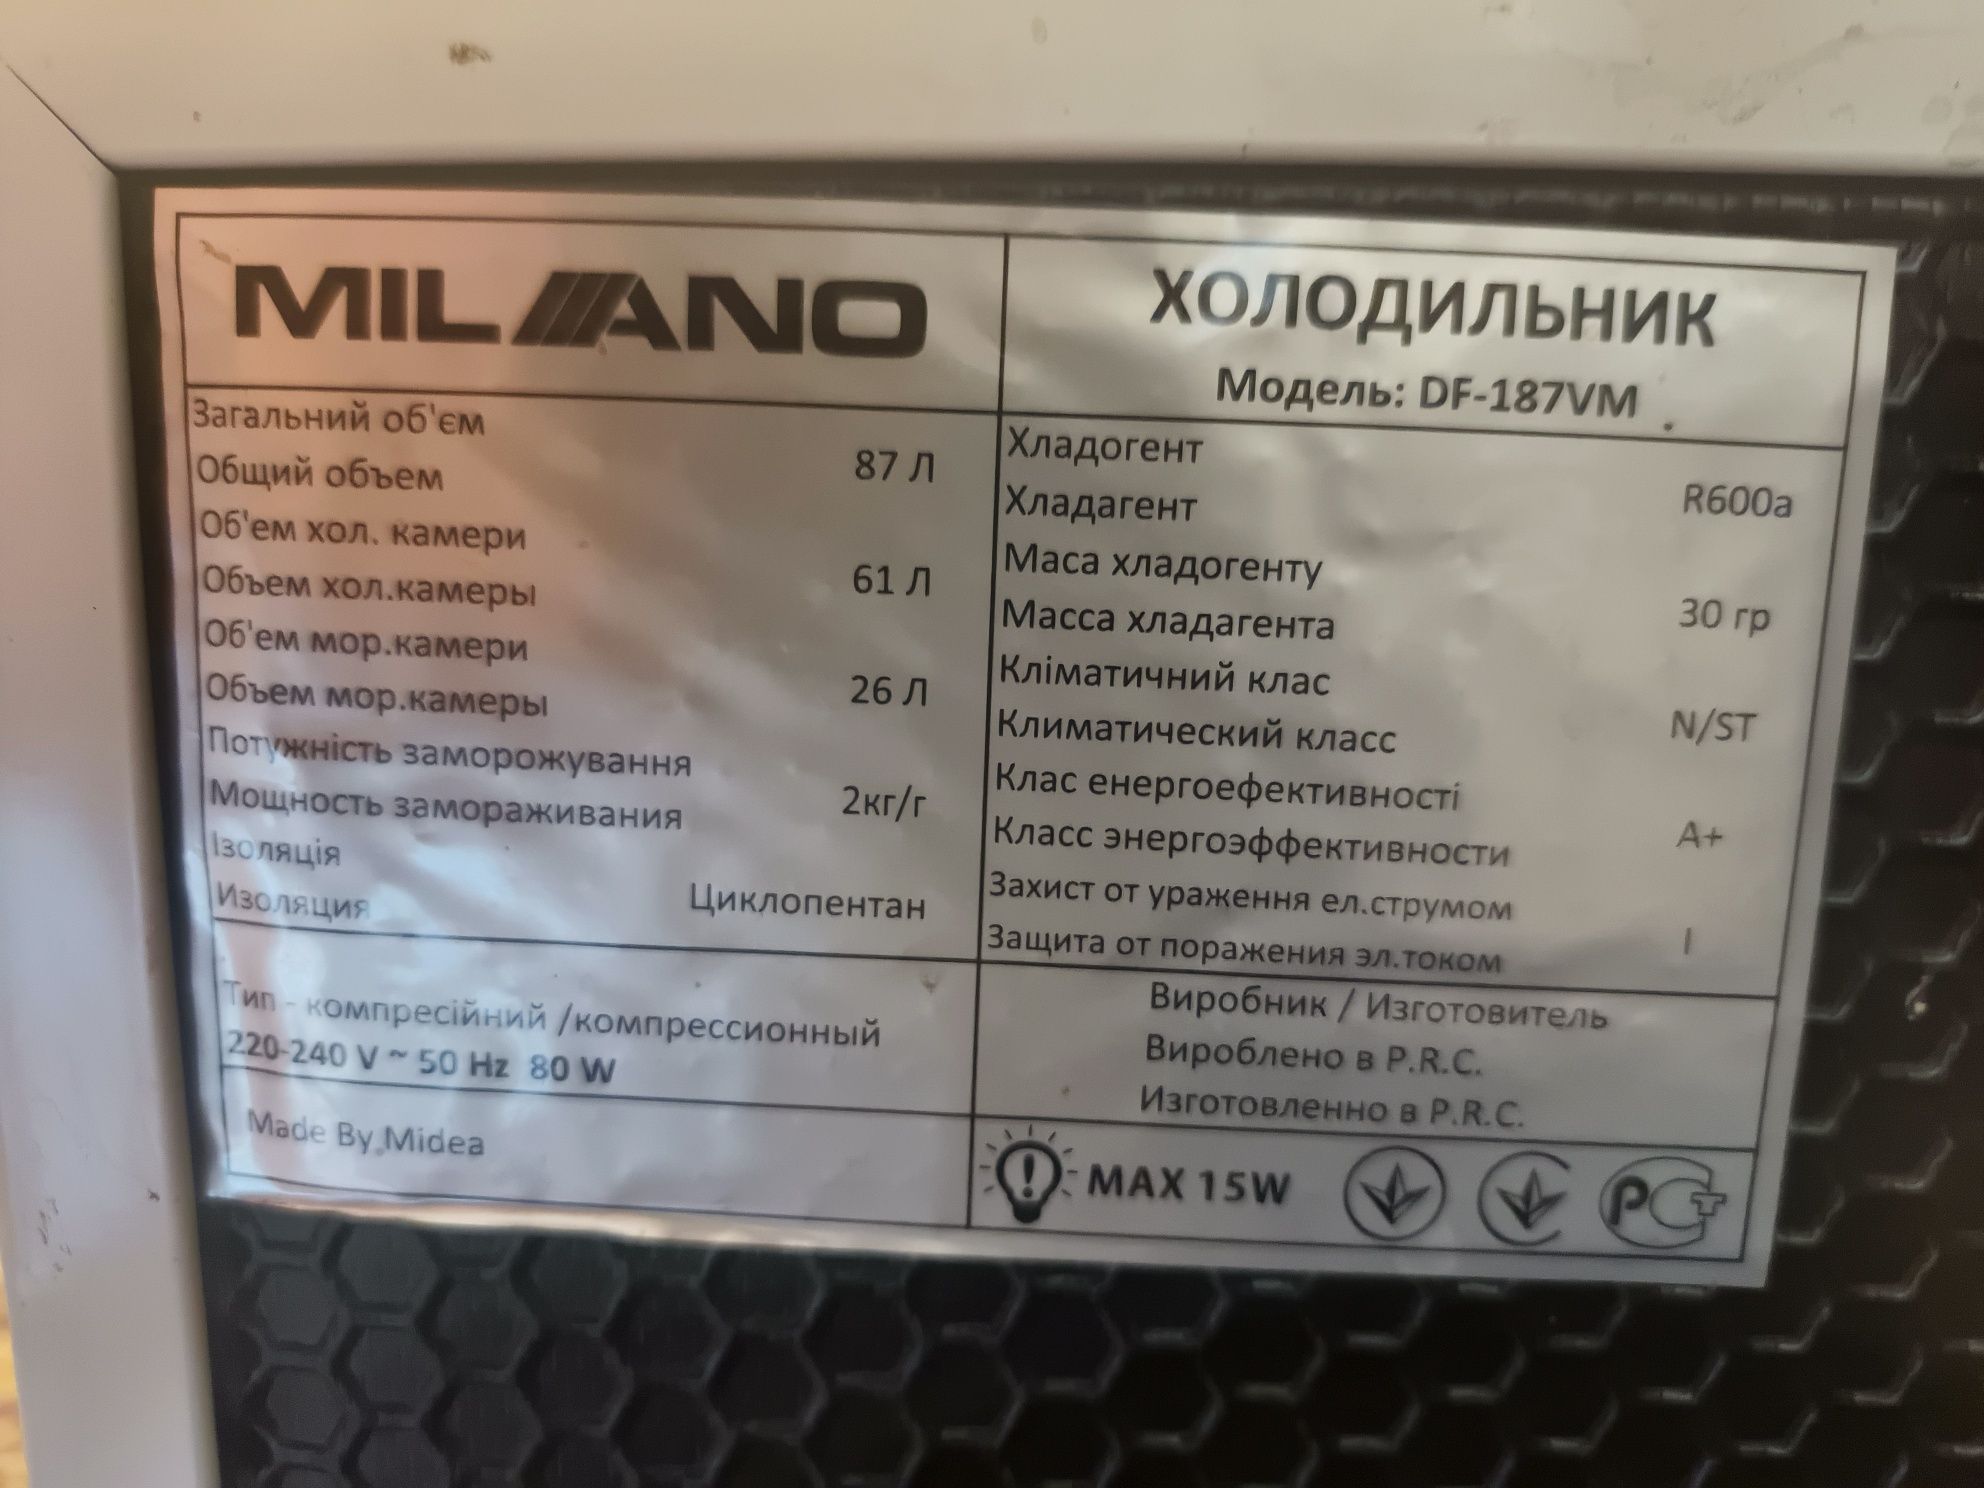 MILANO
ХОЛОДИЛЬНИК
Модель: DF-187VM
Загальний об'єм
Общий объем 87 Л
Об'ем хол. камери
Объем хол.камеры 61 Л
Об'ем мор.камери
Объем мор.камеры 26 Л
Потужність заморожування
Мощность замораживания 2кг/г
Ізоляція
Изоляция Циклопентан
Хладогент
Хладагент R600a
Маса хладогенту
Масса хладагента 30 гр
Кліматичний клас
Климатический класс N/ST
Клас енергоефективності
Класс энергоэффективности A+
Захист от ураження ел.струмом
Защита от поражения эл.током I
Тип - компресійний /компрессионный
220-240 V ~ 50 Hz 80 W
Made By Midea
Виробник / Изготовитель
Вироблено в P.R.C.
Изготовленно в P.R.C.
MAX 15W
РСТ